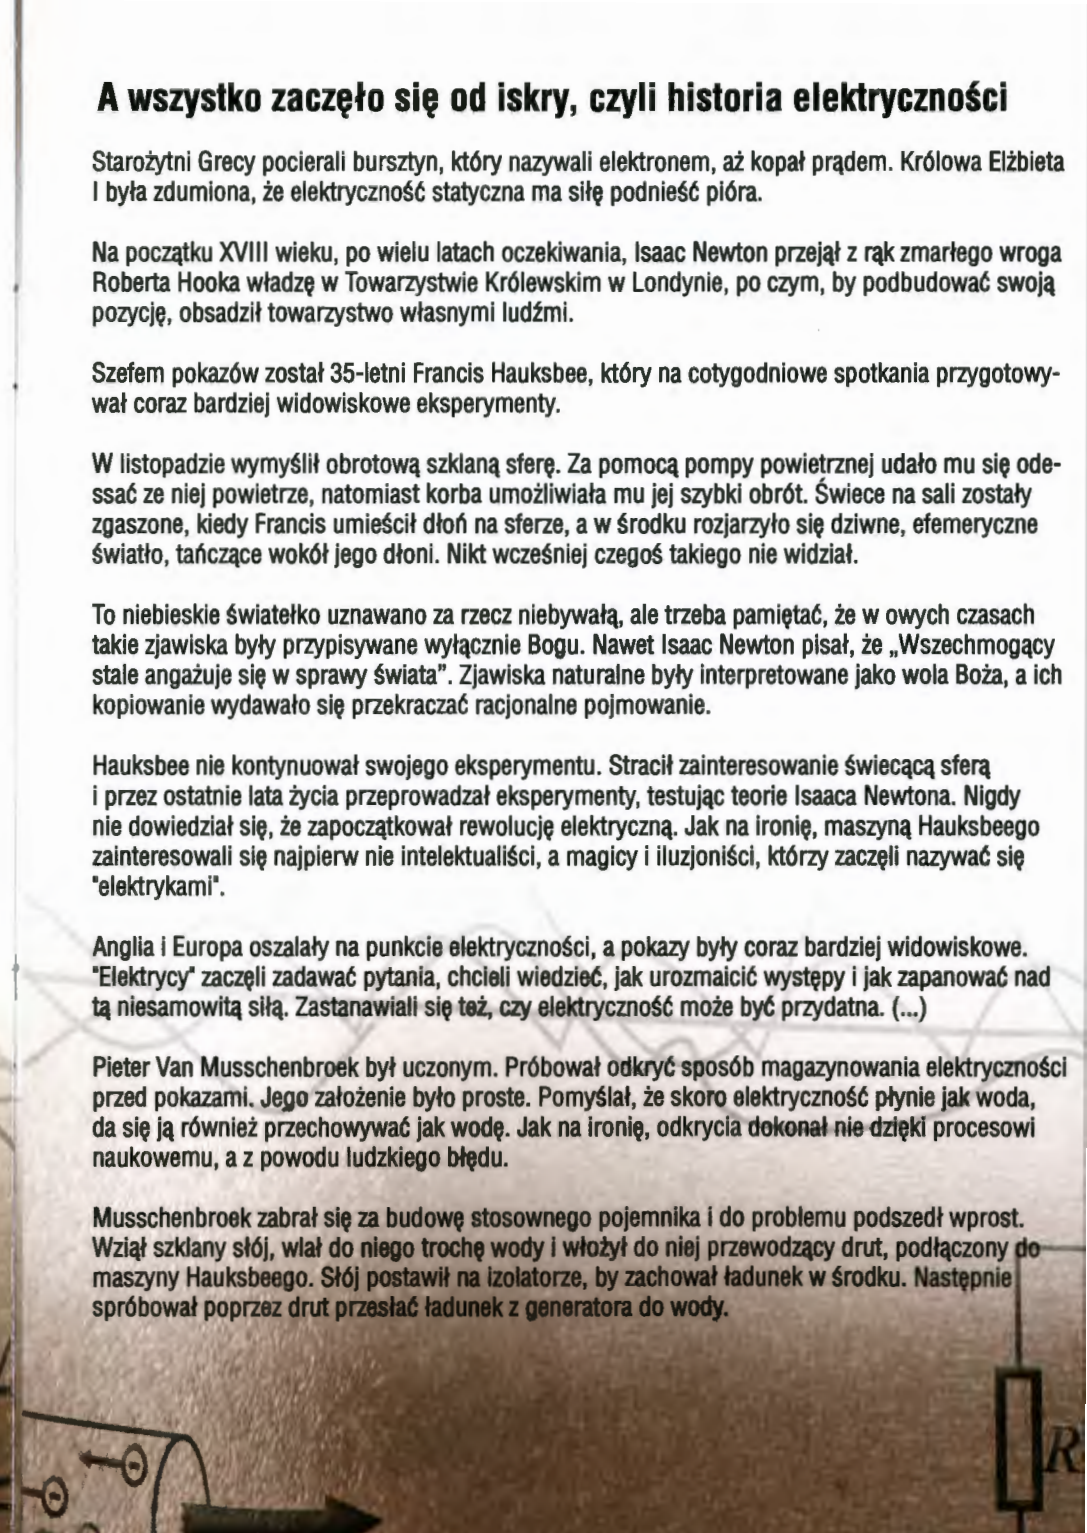 A wszystko zaczęło się od iskry, czyli historia elektryczności
Starożytni Grecy pocierali bursztyn, który nazywali elektronem, aż kopał prądem. Królowa Elżbieta
I była zdumiona, że elektryczność statyczna ma siłę podnieść pióra.
Na początku XVIII wieku, po wielu latach oczekiwania, Isaac Newton przejął z rąk zmarłego wroga
Roberta Hooka władzę w Towarzystwie Królewskim w Londynie, po czym, by podbudować swoją
pozycję, obsadził towarzystwo własnymi ludźmi.
Szefem pokazów został 35-letni Francis Hauksbee, który na cotygodniowe spotkania przygotowy-
wał coraz bardziej widowiskowe eksperymenty.
W listopadzie wymyślił obrotową szklaną sferę. Za pomocą pompy powietrznej udało mu się ode-
ssać ze niej powietrze, natomiast korba umożliwiała mu jej szybki obrót. Świece na sali zostały
zgaszone, kiedy Francis umieścił dłoń na sferze, a w środku rozjarzyło się dziwne, efemeryczne
światło, tańczące wokół jego dłoni. Nikt wcześniej czegoś takiego nie widział.
To niebieskie światełko uznawano za rzecz niebywałą, ale trzeba pamiętać, że w owych czasach
takie zjawiska były przypisywane wyłącznie Bogu. Nawet Isaac Newton pisał, że „Wszechmogący
stale angażuje się w sprawy świata”. Zjawiska naturalne były interpretowane jako wola Boża, a ich
kopiowanie wydawało się przekraczać racjonalne pojmowanie.
Hauksbee nie kontynuował swojego eksperymentu. Stracił zainteresowanie świecącą sferą
i przez ostatnie lata życia przeprowadzał eksperymenty, testując teorie Isaaca Newtona. Nigdy
nie dowiedział się, że zapoczątkował rewolucję elektryczną. Jak na ironię, maszyną Hauksbeego
zainteresowali się najpierw nie intelektualiści, a magicy i iluzjoniści, którzy zaczęli nazywać się
"elektrykami".
Anglia i Europa oszalały na punkcie elektryczności, a pokazy były coraz bardziej widowiskowe.
"Elektrycy" zaczęli zadawać pytania, chcieli wiedzieć, jak urozmaicić występy i jak zapanować nad
tą niesamowitą siłą. Zastanawiali się też, czy elektryczność może być przydatna. (...)
Pieter Van Musschenbroek był uczonym. Próbował odkryć sposób magazynowania elektryczności
przed pokazami. Jego założenie było proste. Pomyślał, że skoro elektryczność płynie jak woda,
da się ją również przechowywać jak wodę. Jak na ironię, odkrycia dokonał nie dzięki procesowi
naukowemu, a z powodu ludzkiego błędu.
Musschenbroek zabrał się za budowę stosownego pojemnika i do problemu podszedł wprost.
Wziął szklany słój, wlał do niego trochę wody i włożył do niej przewodzący drut, podłączony do
maszyny Hauksbeego. Słój postawił na izolatorze, by zachował ładunek w środku. Następnie
spróbował poprzez drut przesłać ładunek z generatora do wody.
R